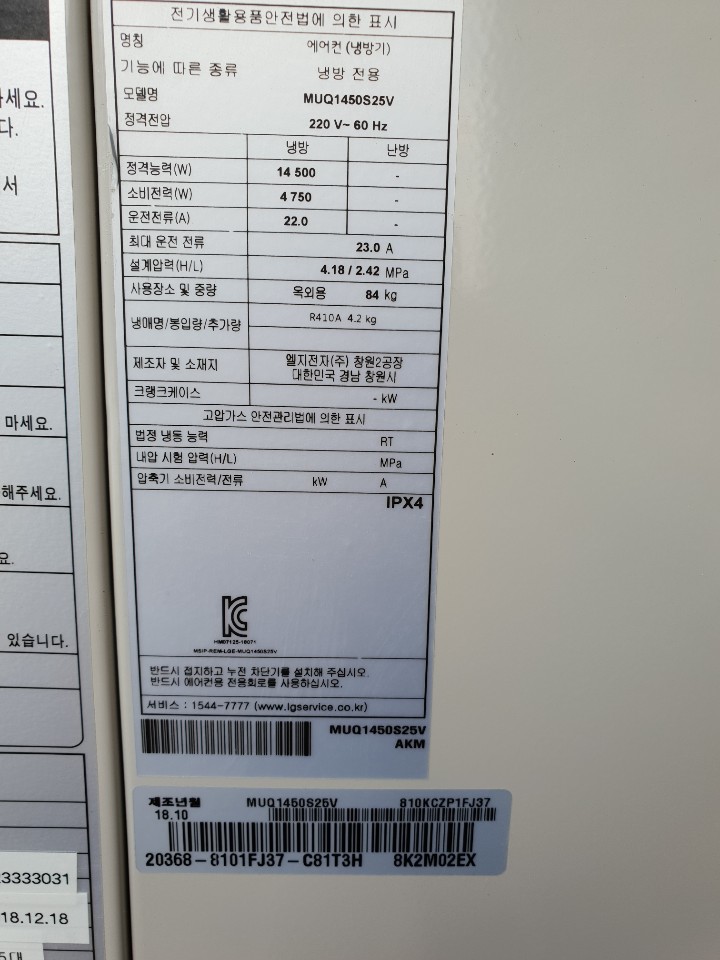 세요.
다.
서
마세요.
해주세요.
요.
있습니다.
3333031
18.12.18
전기생활용품안전법에 의한 표시
명칭 에어컨 (냉방기)
기능에 따른 종류 냉방 전용
모델명 MUQ1450S25V
정격전압 220 V~ 60 Hz
냉방 난방
정격능력(W) 14 500 -
소비전력(W) 4 750 -
운전전류(A) 22.0 -
최대 운전 전류 23.0 A
설계압력(H/L) 4.18 / 2.42 MPa
사용장소 및 중량 옥외용 84 kg
냉매명/봉입량/추가량 R410A 4.2 kg
제조자 및 소재지 엘지전자(주) 창원2공장
대한민국 경남 창원시
크랭크케이스 - kW
고압가스 안전관리법에 의한 표시
법정 냉동 능력 RT
내압 시험 압력(H/L) MPa
압축기 소비전력/전류 kW A
IPX4
HM07125-18071
MSIP-REM-LGE-MUQ1450S25V
반드시 접지하고 누전 차단기를 설치해 주십시오.
반드시 에어컨용 전용회로를 사용하십시오.
서비스 : 1544-7777 (www.lgservice.co.kr)
MUQ1450S25V
AKM
제조년월 MUQ1450S25V 810KCZP1FJ37
18.10
20368-8101FJ37-C81T3H 8K2M02EX